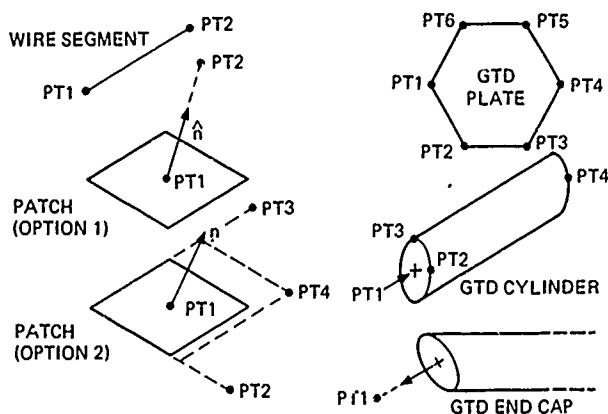 WIRE SEGMENT
PT1
PT2
PT2
n̂
PT1
PATCH
(OPTION 1)
PT3
n
PT1
PT4
PATCH
(OPTION 2)
PT2
PT6
PT5
PT1
GTD
PLATE
PT4
PT2
PT3
PT4
PT3
PT2
PT1
GTD CYLINDER
PT1
GTD END CAP